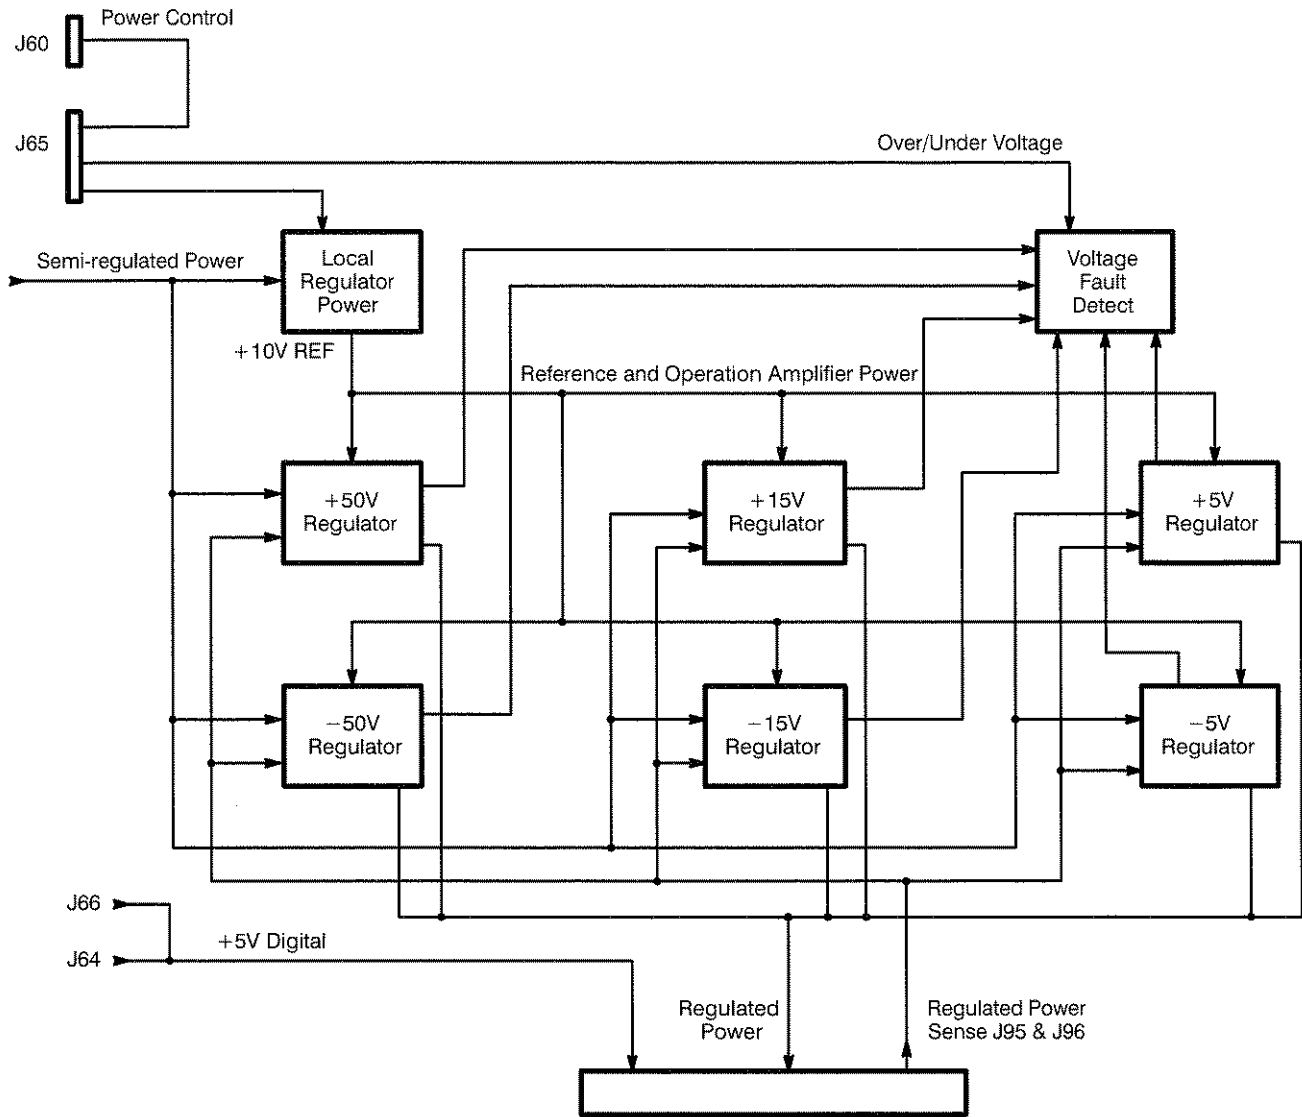 Power Control
J60
J65
Over/Under Voltage
Semi-regulated Power
Local
Regulator
Power
Voltage
Fault
Detect
+10V REF
Reference and Operation Amplifier Power
+50V
Regulator
+15V
Regulator
+5V
Regulator
−50V
Regulator
−15V
Regulator
−5V
Regulator
J66
J64
+5V Digital
Regulated
Power
Regulated Power
Sense J95 & J96